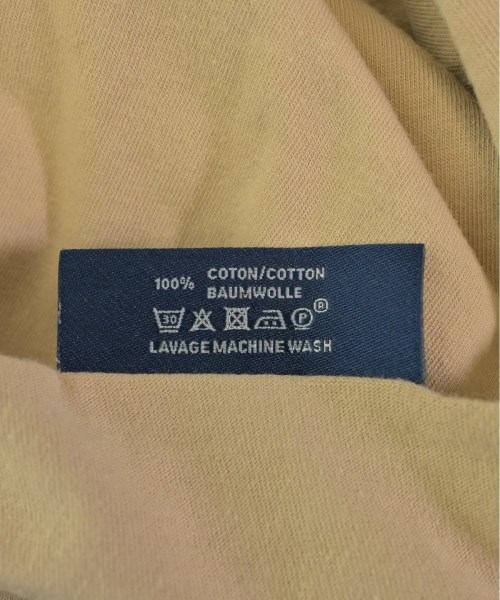 100% COTON/COTTON
BAUMWOLLE
30 P ®
LAVAGE MACHINE WASH